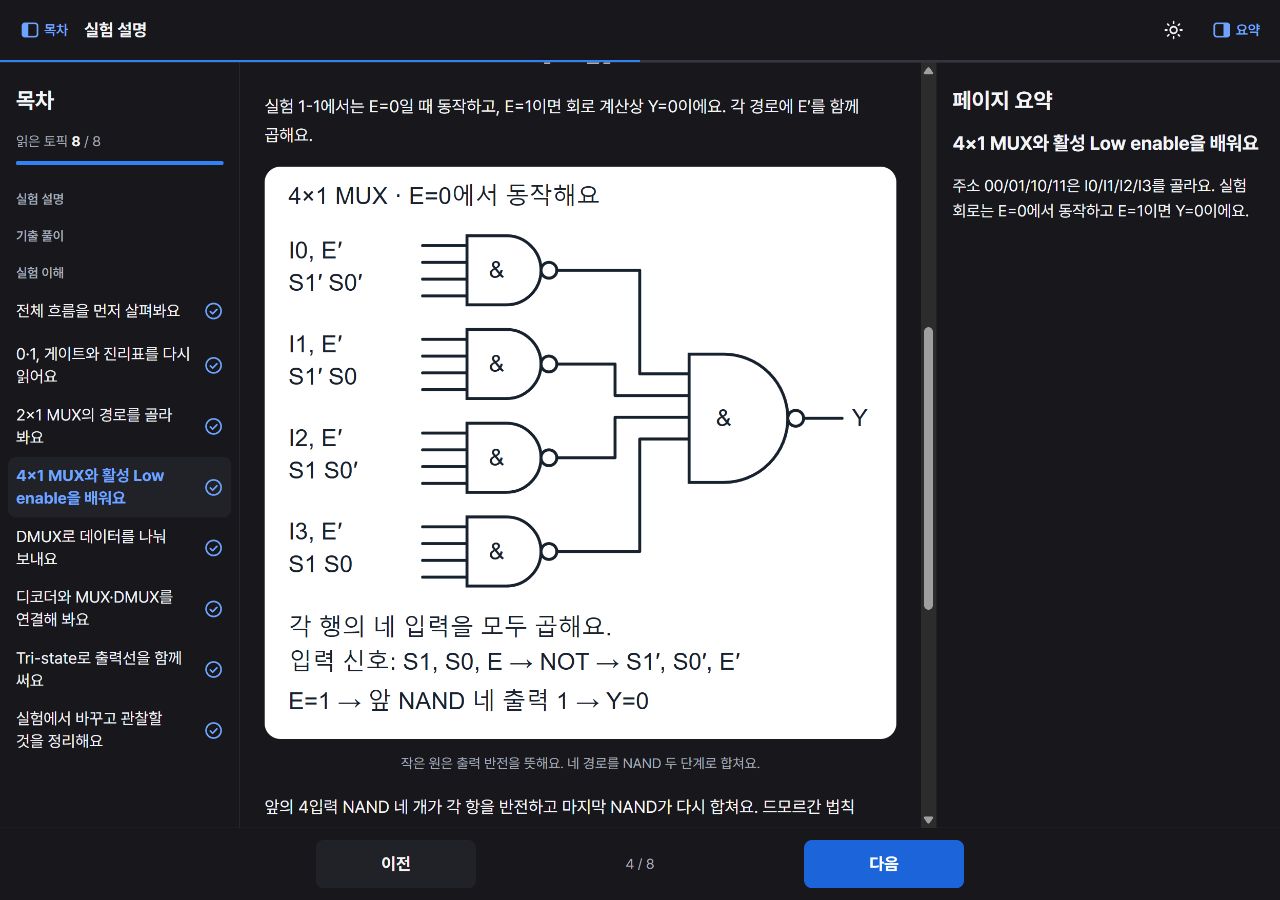 목차
실험 설명
요약
목차
읽은 토픽 8 / 8
실험 설명
기출 풀이
실험 이해
전체 흐름을 먼저 살펴봐요
0·1, 게이트와 진리표를 다시
읽어요
2×1 MUX의 경로를 골라
봐요
4×1 MUX와 활성 Low
enable을 배워요
DMUX로 데이터를 나눠
보내요
디코더와 MUX·DMUX를
연결해 봐요
Tri-state로 출력선을 함께
써요
실험에서 바꾸고 관찰할
것을 정리해요
실험 1-1에서는 E=0일 때 동작하고, E=1이면 회로 계산상 Y=0이에요. 각 경로에 E′를 함께
곱해요.
4×1 MUX · E=0에서 동작해요
I0, E′
S1′ S0′
&
I1, E′
S1′ S0
&
I2, E′
S1 S0′
&
I3, E′
S1 S0
&
&
Y
각 행의 네 입력을 모두 곱해요.
입력 신호: S1, S0, E → NOT → S1′, S0′, E′
E=1 → 앞 NAND 네 출력 1 → Y=0
작은 원은 출력 반전을 뜻해요. 네 경로를 NAND 두 단계로 합쳐요.
앞의 4입력 NAND 네 개가 각 항을 반전하고 마지막 NAND가 다시 합쳐요. 드모르간 법칙
페이지 요약
4×1 MUX와 활성 Low enable을 배워요
주소 00/01/10/11은 I0/I1/I2/I3를 골라요. 실험
회로는 E=0에서 동작하고 E=1이면 Y=0이에요.
이전
4 / 8
다음